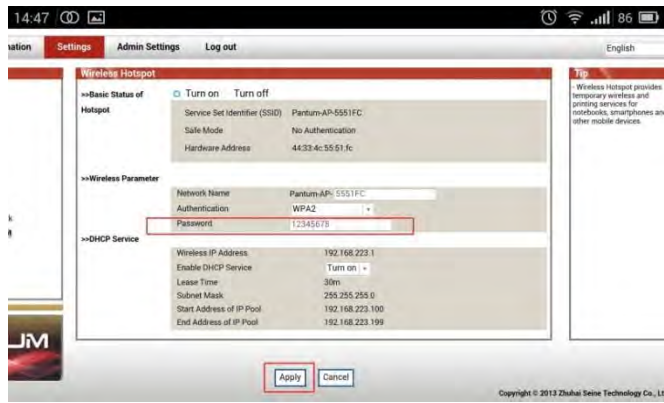 14:47
86
Settings
Admin Settings
Log out
English
Wireless Hotspot
>>Basic Status of Hotspot
Turn on Turn off
Service Set Identifier (SSID) Pantum-AP-5551FC
Safe Mode No Authentication
Hardware Address 44:33:4c:55:51:fc
>>Wireless Parameter
Network Name Pantum-AP- 5551FC
Authentication WPA2
Password 12345678
>>DHCP Service
Wireless IP Address 192.168.223.1
Enable DHCP Service Turn on
Lease Time 30m
Subnet Mask 255.255.255.0
Start Address of IP Pool 192.168.223.100
End Address of IP Pool 192.168.223.199
Apply Cancel
Tip
- Wireless Hotspot provides
temporary wireless and
printing services for
notebooks, smartphones an
other mobile devices.
Copyright © 2013 Zhuhai Seine Technology Co., Lt